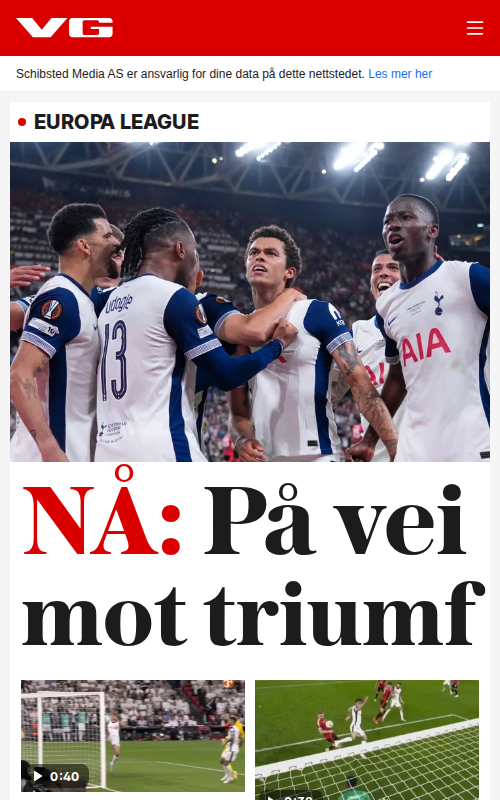 VG
Schibsted Media AS er ansvarlig for dine data på dette nettstedet. Les mer her
EUROPA LEAGUE
Udogie
13
AIA
NÅ: På vei
mot triumf
0:40